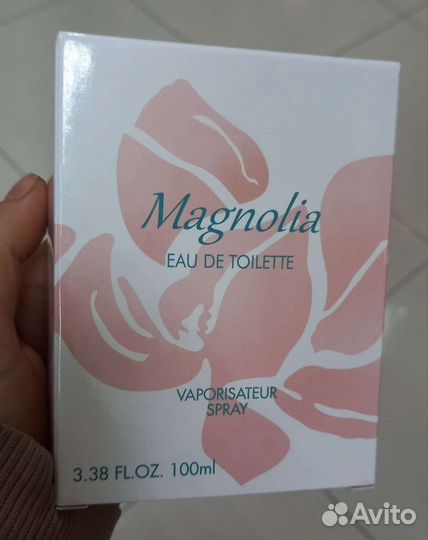 Magnolia
EAU DE TOILETTE
VAPORISATEUR
SPRAY
3.38 FL.OZ. 100ml
Avito